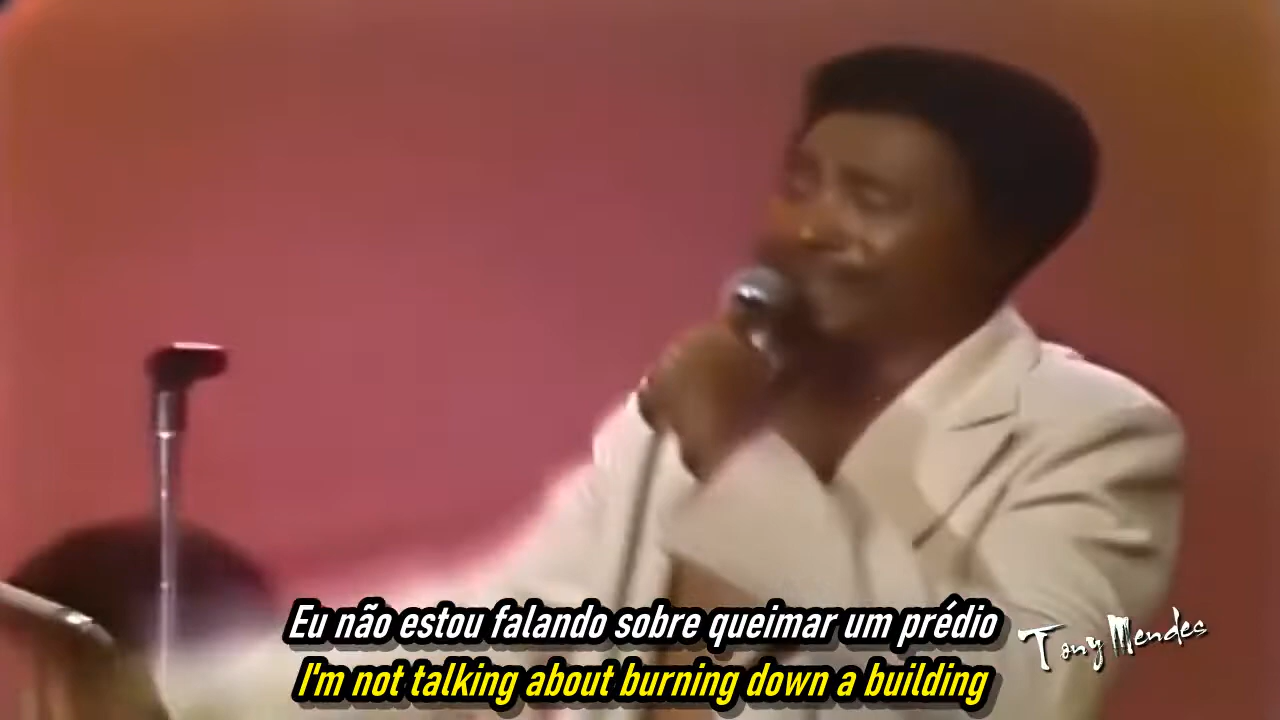 Eu não estou falando sobre queimar um prédio
I'm not talking about burning down a building
Tony Mendes